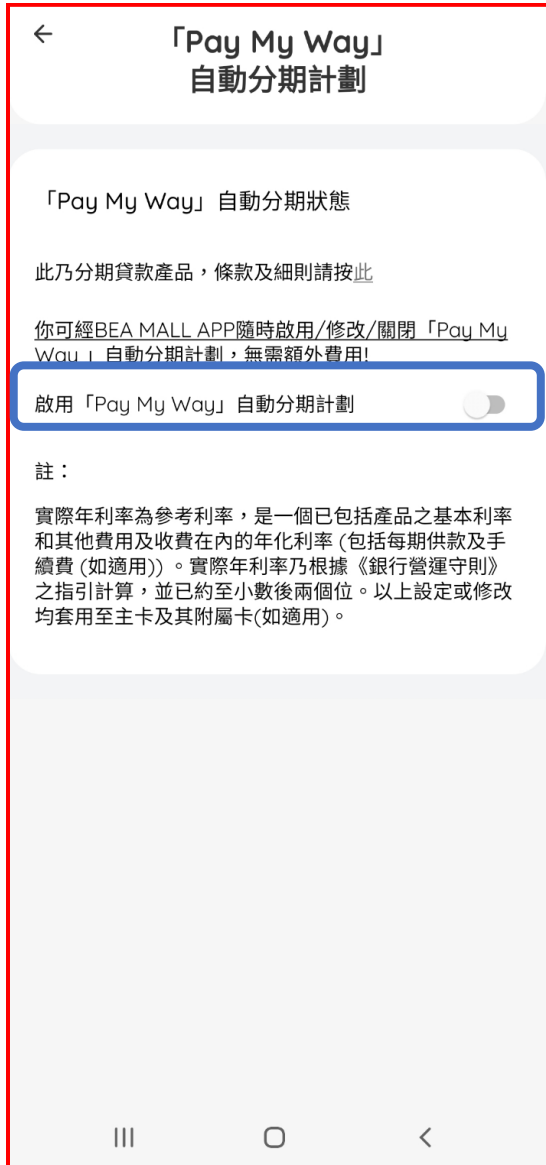 「Pay My Way」
自動分期計劃
「Pay My Way」自動分期狀態
此乃分期貸款產品，條款及細則請按此
你可經BEA MALL APP隨時啟用/修改/關閉「Pay My
Way 」自動分期計劃，無需額外費用!
啟用「Pay My Way」自動分期計劃
註：
實際年利率為參考利率，是一個已包括產品之基本利率
和其他費用及收費在內的年化利率 (包括每期供款及手
續費 (如適用)) 。實際年利率乃根據《銀行營運守則》
之指引計算，並已約至小數後兩個位。以上設定或修改
均套用至主卡及其附屬卡(如適用)。